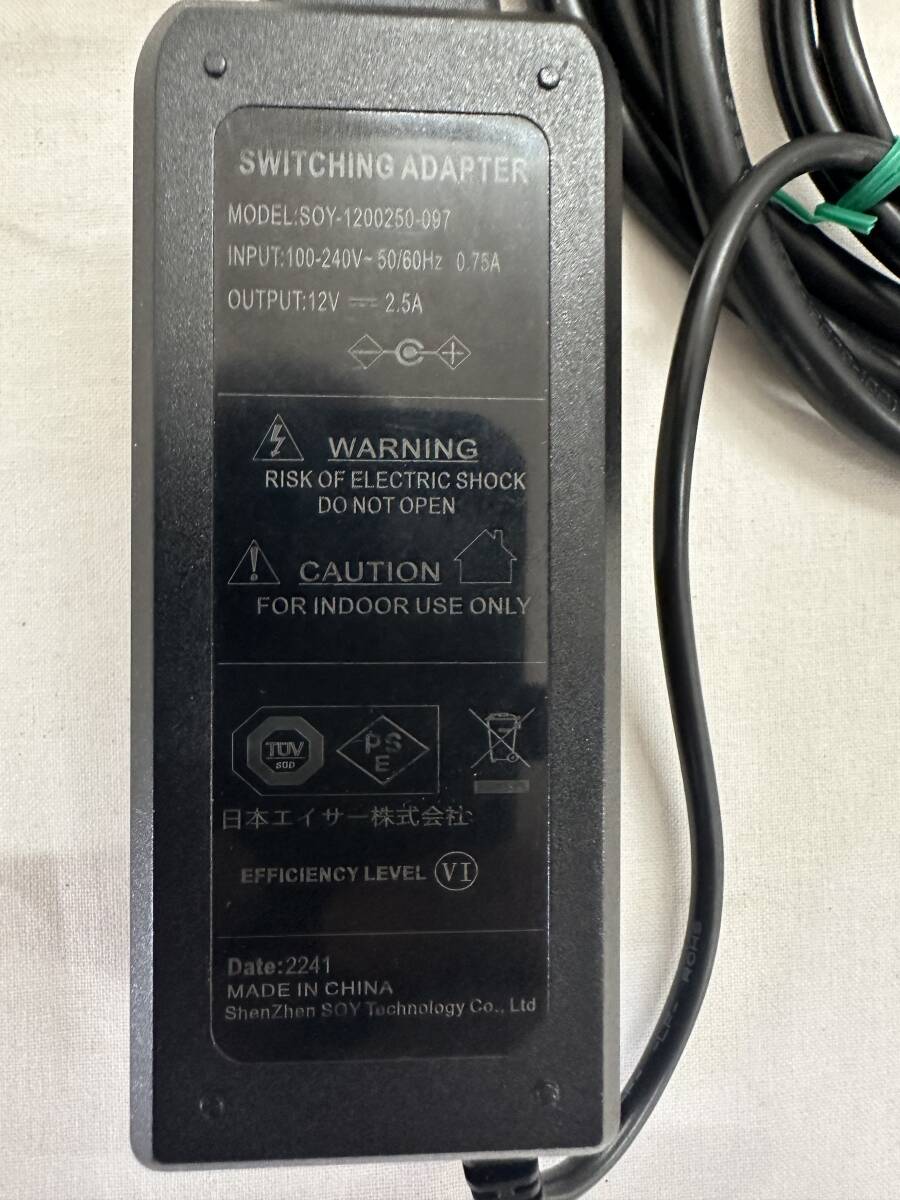 SWITCHING ADAPTER
MODEL:SOY-1200250-097
INPUT:100-240V~ 50/60Hz 0.75A
OUTPUT:12V ⎓ 2.5A
WARNING
RISK OF ELECTRIC SHOCK
DO NOT OPEN
CAUTION
FOR INDOOR USE ONLY
TÜV
SÜD
PS
E
日本エイサー株式会社
EFFICIENCY LEVEL VI
Date:2241
MADE IN CHINA
ShenZhen SOY Technology Co., Ltd
RoHS